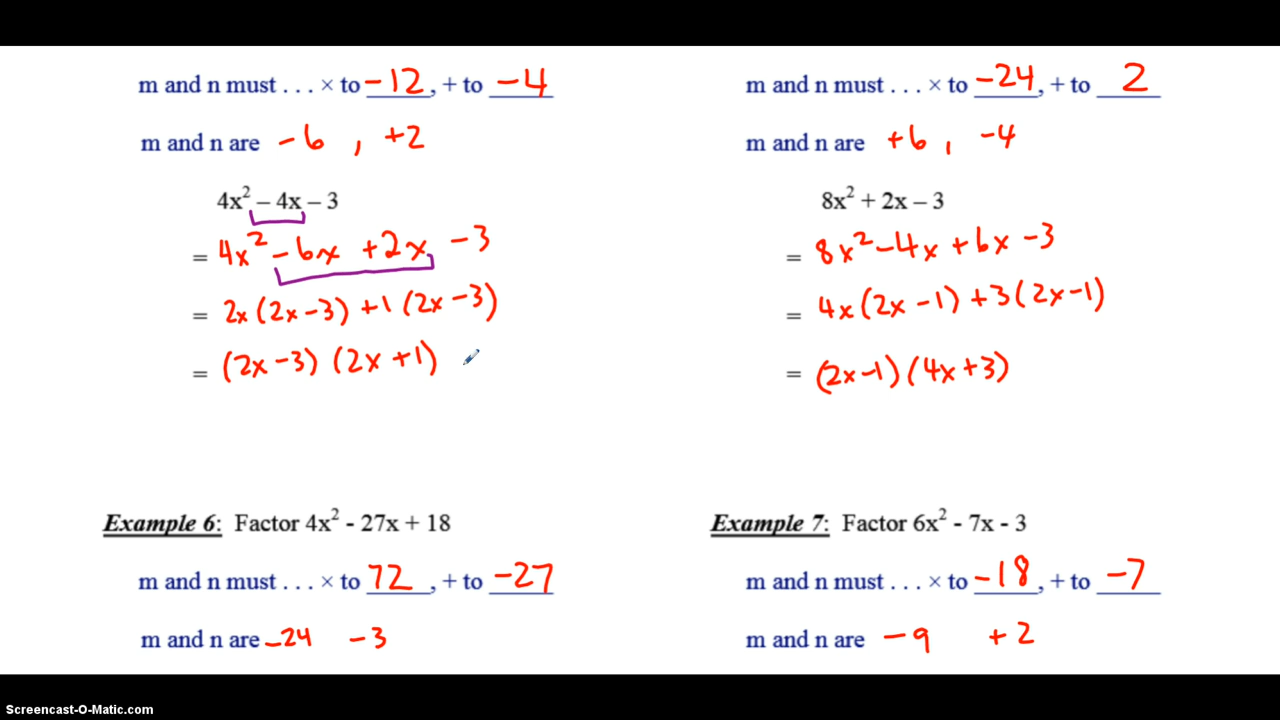 m and n must . . . × to -12, + to -4
m and n are -6 , +2
4x² – 4x – 3
= 4x² -6x +2x -3
= 2x (2x -3) +1 (2x -3)
= (2x -3) (2x +1)
m and n must . . . × to -24, + to 2
m and n are +6 , -4
8x² + 2x – 3
= 8x² -4x +6x -3
= 4x (2x -1) +3 (2x -1)
= (2x -1) (4x +3)
Example 6: Factor 4x² - 27x + 18
m and n must . . . × to 72, + to -27
m and n are -24 -3
Example 7: Factor 6x² - 7x - 3
m and n must . . . × to -18, + to -7
m and n are -9 +2
Screencast-O-Matic.com